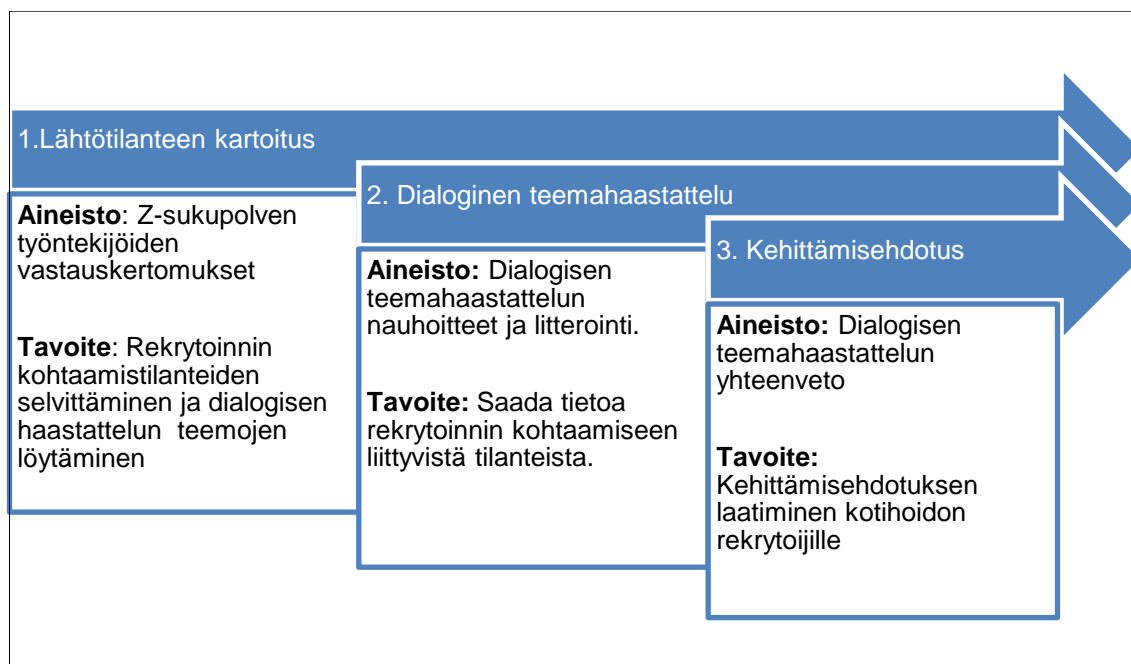 1.Lähtötilanteen kartoitus
Aineisto: Z-sukupolven
työntekijöiden
vastauskertomukset
Tavoite: Rekrytoinnin
kohtaamistilanteiden
selvittäminen ja dialogisen
haastattelun teemojen
löytäminen
2. Dialoginen teemahaastattelu
Aineisto: Dialogisen
teemahaastattelun
nauhoitteet ja litterointi.
Tavoite: Saada tietoa
rekrytoinnin kohtaamiseen
liittyvistä tilanteista.
3. Kehittämisehdotus
Aineisto: Dialogisen
teemahaastattelun
yhteenveto
Tavoite:
Kehittämisehdotuksen
laatiminen kotihoidon
rekrytoijille